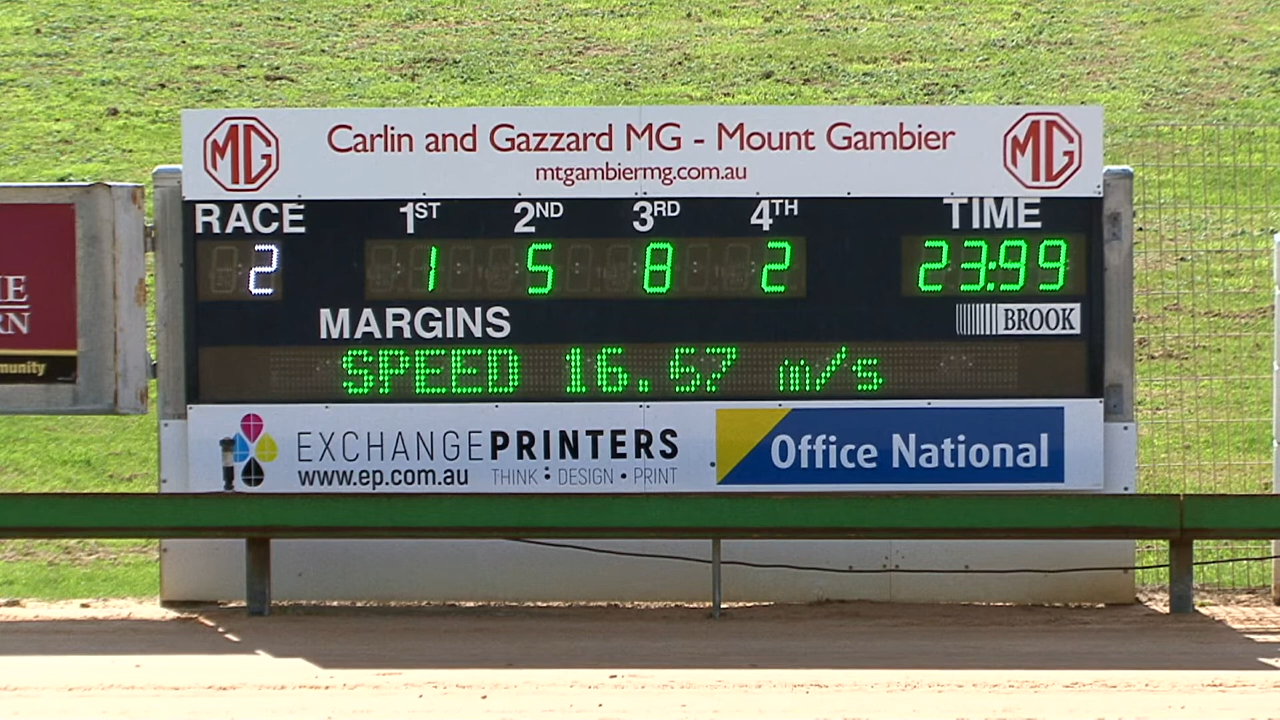 MG Carlin and Gazzard MG - Mount Gambier MG
mtgambiermg.com.au
RACE 1ST 2ND 3RD 4TH TIME
2 1 5 8 2 23:99
MARGINS BROOK
SPEED 16.57 m/s
EXCHANGEPRINTERS
www.ep.com.au THINK : DESIGN • PRINT
Office National